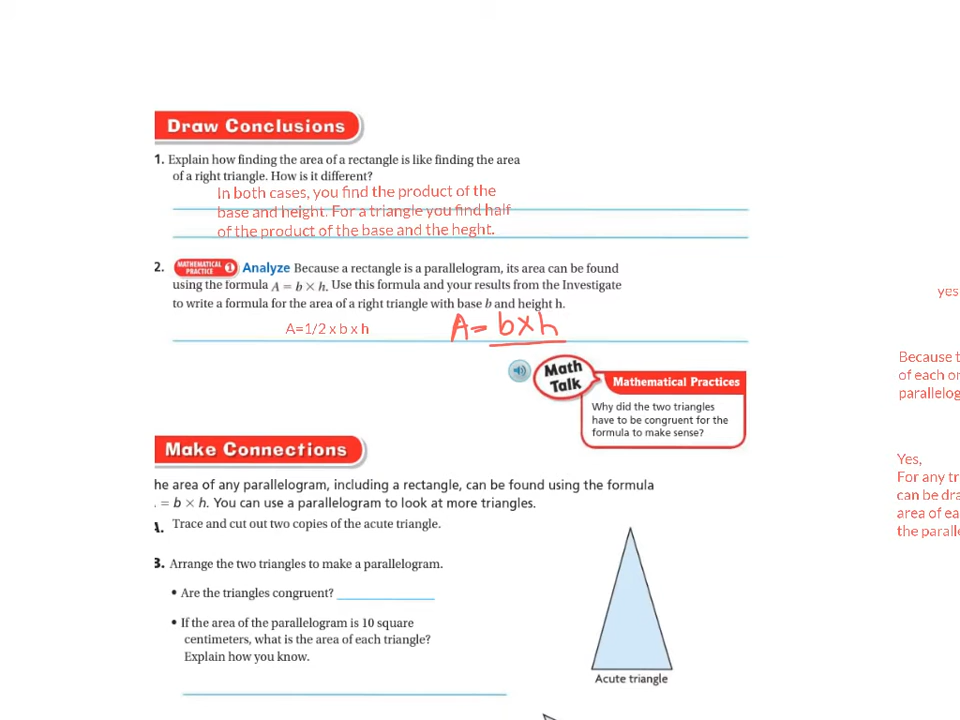 Draw Conclusions
1. Explain how finding the area of a rectangle is like finding the area
of a right triangle. How is it different?
In both cases, you find the product of the
base and height. For a triangle you find half
of the product of the base and the heght.
2. MATHEMATICAL PRACTICE 1 Analyze Because a rectangle is a parallelogram, its area can be found
using the formula A = b × h. Use this formula and your results from the Investigate
to write a formula for the area of a right triangle with base b and height h.
yes
A=1/2 x b x h A= b×h
Because t
of each or
parallelog
Math
Talk
Mathematical Practices
Why did the two triangles
have to be congruent for the
formula to make sense?
Make Connections
he area of any parallelogram, including a rectangle, can be found using the formula
. = b × h. You can use a parallelogram to look at more triangles.
Trace and cut out two copies of the acute triangle.
Yes,
For any tr
can be dra
area of ea
the paralle
3. Arrange the two triangles to make a parallelogram.
• Are the triangles congruent?
• If the area of the parallelogram is 10 square
centimeters, what is the area of each triangle?
Explain how you know.
Acute triangle